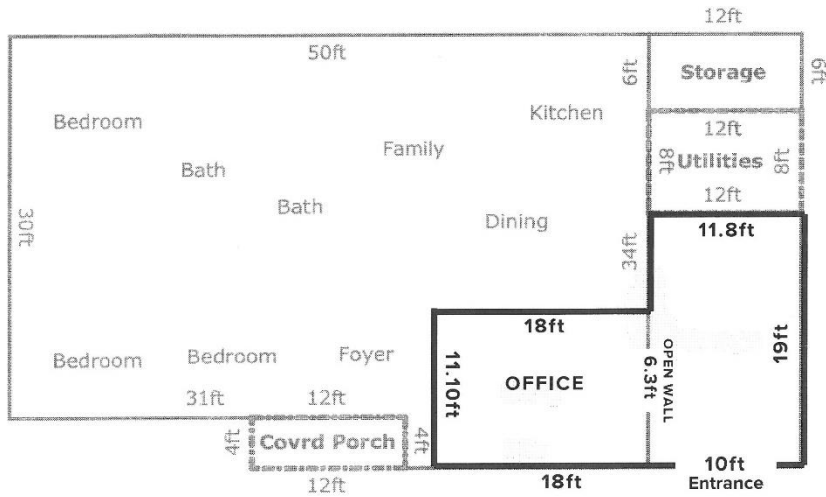 12ft
50ft
6ft
Storage
6ft
Bedroom
Kitchen
12ft
Family
8ft
Utilities
8ft
Bath
12ft
Bath
30ft
Dining
11.8ft
34ft
18ft
Bedroom
Bedroom
Foyer
11.10ft
OFFICE
6.3ft
OPEN WALL
19ft
31ft
12ft
4ft
Covrd Porch
4ft
12ft
18ft
10ft
Entrance